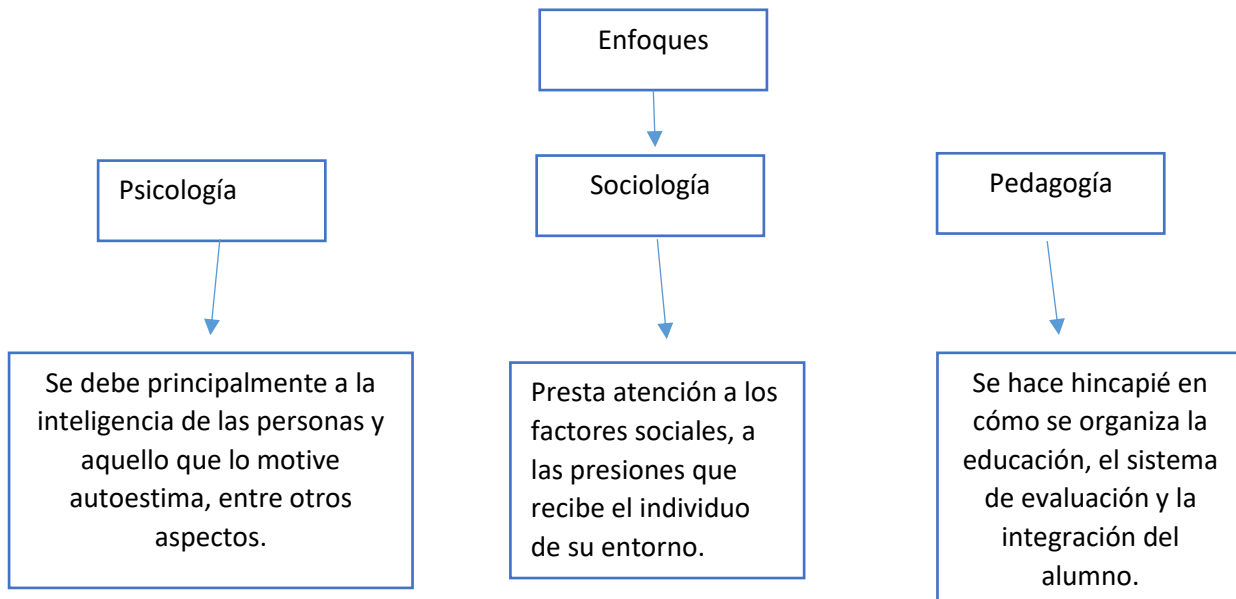 Enfoques
Psicología
Sociología
Pedagogía
Se debe principalmente a la
inteligencia de las personas y
aquello que lo motive
autoestima, entre otros
aspectos.
Presta atención a los
factores sociales, a
las presiones que
recibe el individuo
de su entorno.
Se hace hincapié en
cómo se organiza la
educación, el sistema
de evaluación y la
integración del
alumno.